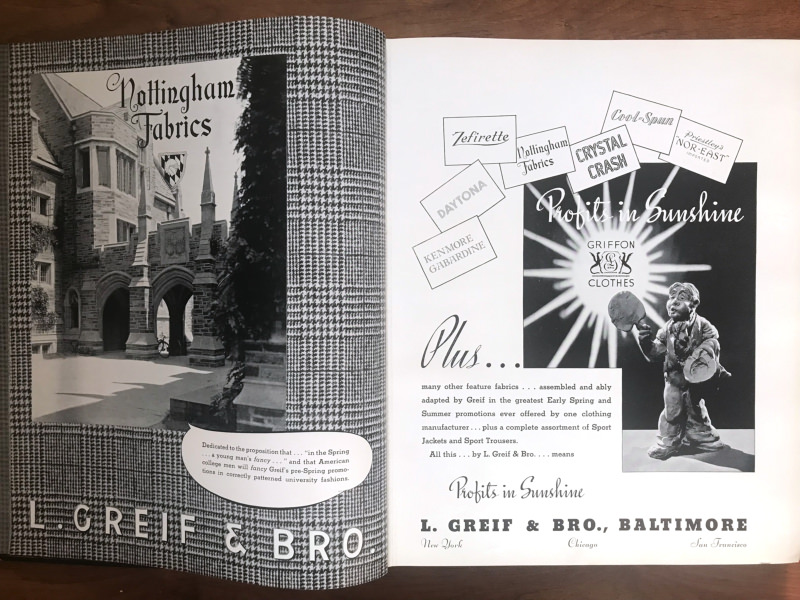 Nottingham
Fabrics
Dedicated to the proposition that . . . "in the Spring
. . . a young man's fancy . . ." and that American
college men will fancy Greif's pre-Spring promo-
tions in correctly patterned university fashions.
L. GREIF & BRO.
Zefirette
Nottingham
Fabrics
CRYSTAL
CRASH
Cool-Spun
Priestley's
"NOR-EAST"
IMPORTED
DAYTONA
KENMORE
GABARDINE
Profits in Sunshine
GRIFFON
CLOTHES
Plus...
many other feature fabrics . . . assembled and ably
adapted by Greif in the greatest Early Spring and
Summer promotions ever offered by one clothing
manufacturer . . . plus a complete assortment of Sport
Jackets and Sport Trousers.
All this . . . by L. Greif & Bro. . . . means
Profits in Sunshine
L. GREIF & BRO., BALTIMORE
New York Chicago San Francisco